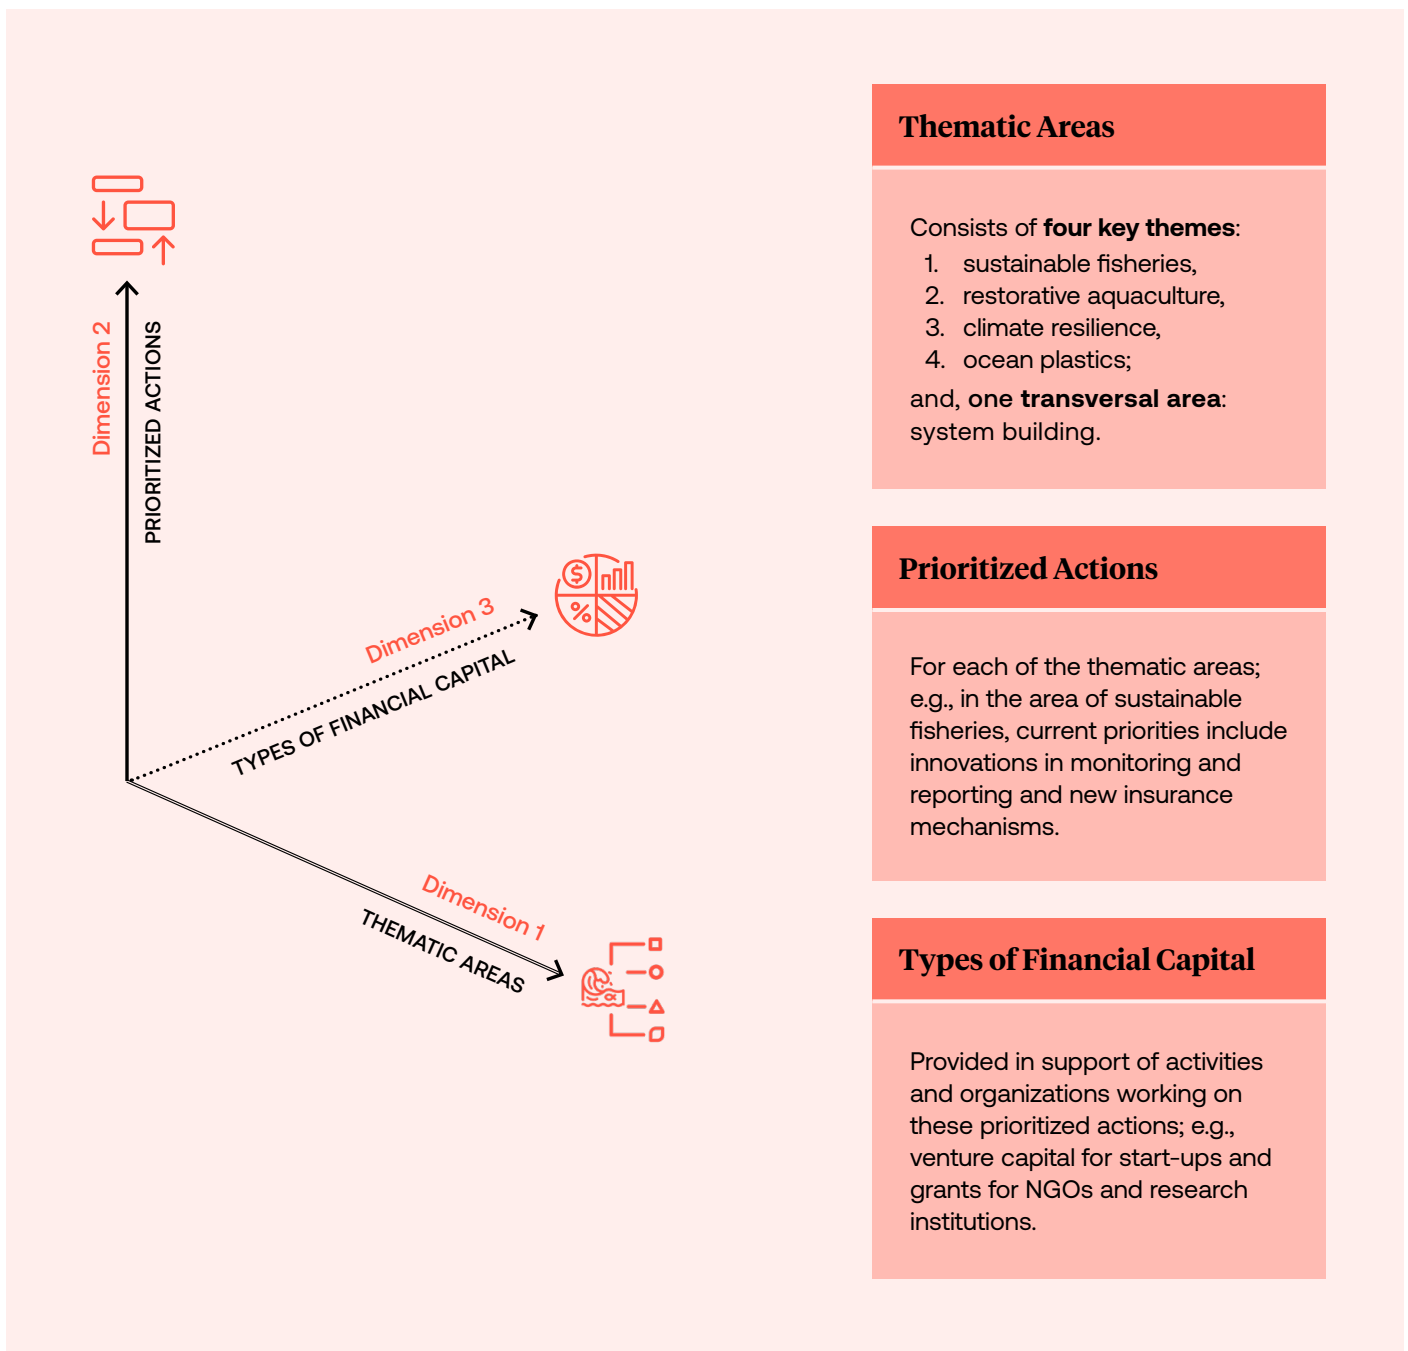 Dimension 2
PRIORITIZED ACTIONS
Dimension 3
TYPES OF FINANCIAL CAPITAL
Dimension 1
THEMATIC AREAS
$
%
Thematic Areas
Consists of four key themes:
1. sustainable fisheries,
2. restorative aquaculture,
3. climate resilience,
4. ocean plastics;
and, one transversal area:
system building.
Prioritized Actions
For each of the thematic areas;
e.g., in the area of sustainable
fisheries, current priorities include
innovations in monitoring and
reporting and new insurance
mechanisms.
Types of Financial Capital
Provided in support of activities
and organizations working on
these prioritized actions; e.g.,
venture capital for start-ups and
grants for NGOs and research
institutions.